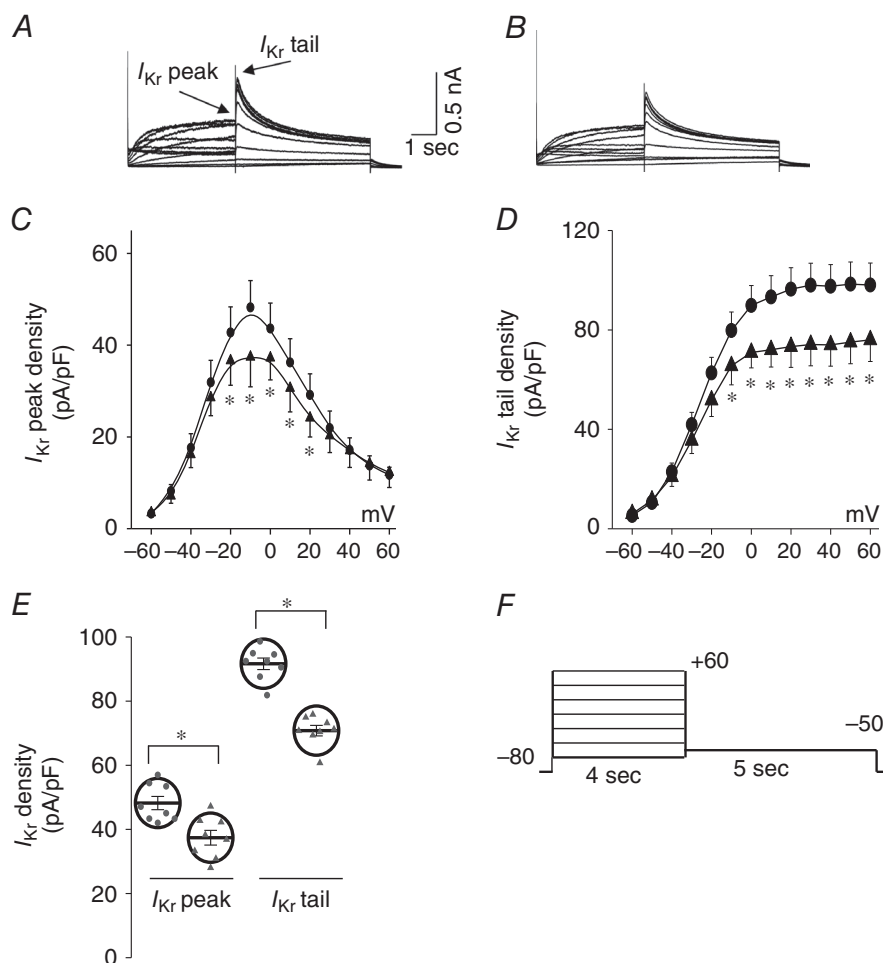 A
I_Kr tail
I_Kr peak
0.5 nA
1 sec
B
C
60
40
20
0
I_Kr peak density
(pA/pF)
* * *
*
*
mV
–60 –40 –20 0 20 40 60
D
120
80
40
0
I_Kr tail density
(pA/pF)
* * * * * * * *
mV
–60 –40 –20 0 20 40 60
E
100
80
60
40
20
0
I_Kr density
(pA/pF)
*
*
I_Kr peak
I_Kr tail
F
+60
–50
–80
4 sec
5 sec